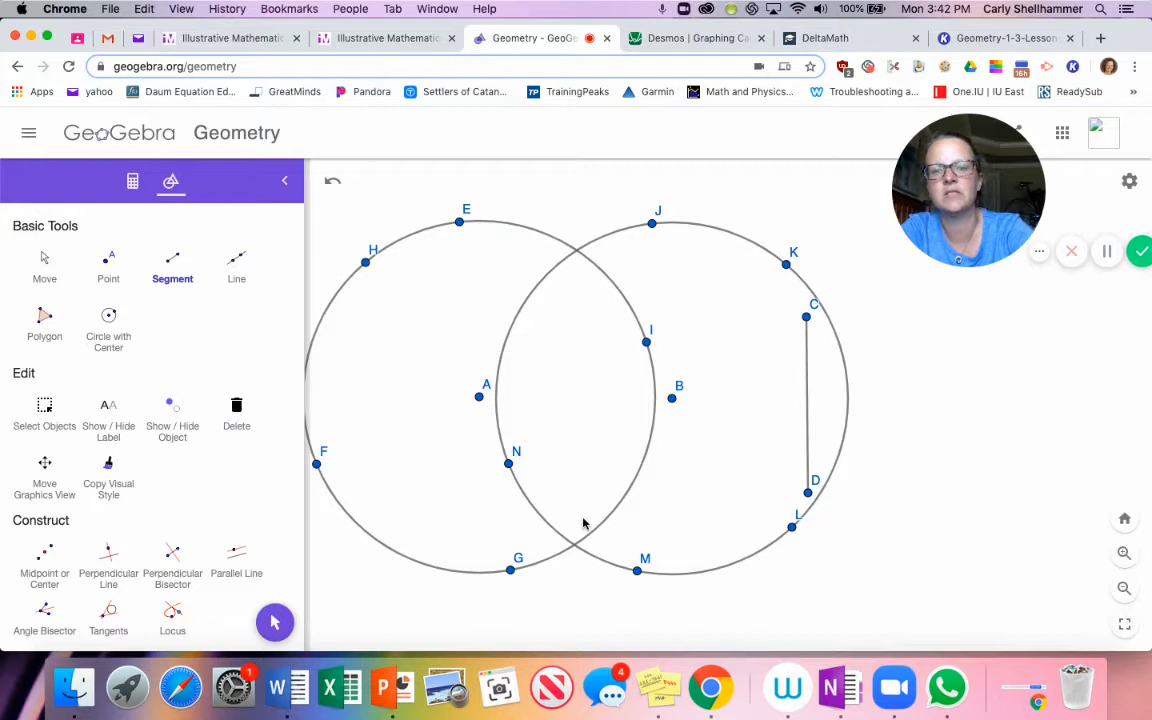 Chrome File Edit View History Bookmarks People Tab Window Help 100% Mon 3:42 PM Carly Shellhammer
Illustrative Mathematic Illustrative Mathematic Geometry - GeoGe Desmos | Graphing Ca DeltaMath Geometry-1-3-Lesson
geogebra.org/geometry
2
16h
Apps yahoo Daum Equation Ed... GreatMinds Pandora Settlers of Catan... TrainingPeaks Garmin Math and Physics... Troubleshooting a... One.IU | IU East ReadySub
GeoGebra Geometry
Basic Tools
Move Point Segment Line
Polygon Circle with
Center
Edit
AA
Select Objects Show / Hide
Label Show / Hide
Object Delete
Move
Graphics View Copy Visual
Style
Construct
Midpoint or
Center Perpendicular
Line Perpendicular
Bisector Parallel Line
Angle Bisector Tangents Locus
E
J
H
K
C
I
A
B
N
F
D
L
G
M
1
4